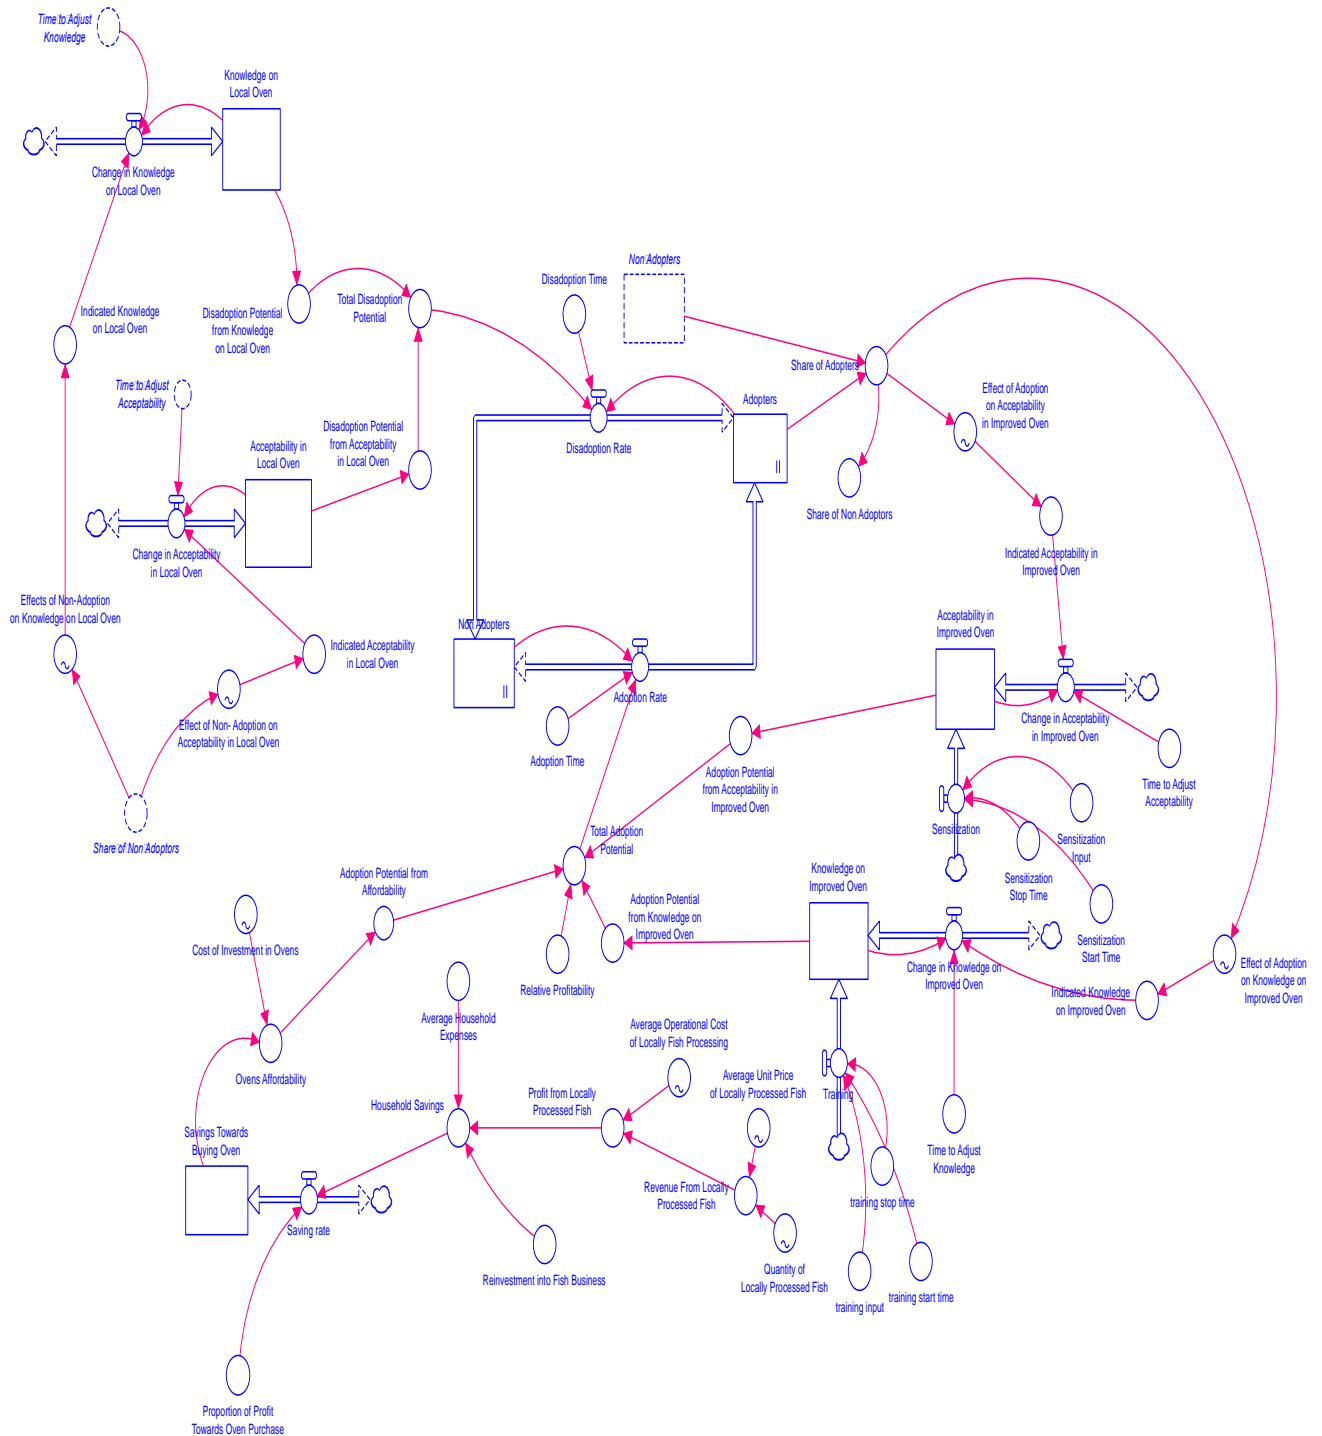 Time to Adjust
Knowledge
Knowledge on
Local Oven
Change in Knowledge
on Local Oven
Non Adopters
Disadoption Time
Indicated Knowledge
on Local Oven
Disadoption Potential
from Knowledge
on Local Oven
Total Disadoption
Potential
Share of Adopters
Time to Adjust
Acceptability
Effect of Adoption
on Acceptability
in Improved Oven
Adopters
Disadoption Potential
from Acceptability
in Local Oven
Acceptability in
Local Oven
Disadoption Rate
Share of Non Adoptors
Change in Acceptability
in Local Oven
Indicated Acceptability in
Improved Oven
Effects of Non-Adoption
on Knowledge on Local Oven
Non Adopters
Acceptability in
Improved Oven
Indicated Acceptability
in Local Oven
Adoption Rate
Effect of Non- Adoption on
Acceptability in Local Oven
Change in Acceptability
in Improved Oven
Adoption Time
Adoption Potential
from Acceptability in
Improved Oven
Time to Adjust
Acceptability
Share of Non Adoptors
Total Adoption
Potential
Sensitization
Sensitization
Input
Sensitization
Stop Time
Adoption Potential from
Affordability
Knowledge on
Improved Oven
Adoption Potential
from Knowledge on
Improved Oven
Cost of Investment in Ovens
Sensitization
Start Time
Relative Profitability
Change in Knowledge on
Improved Oven
Indicated Knowledge
on Improved Oven
Effect of Adoption
on Knowledge on
Improved Oven
Average Household
Expenses
Average Operational Cost
of Locally Fish Processing
Ovens Affordability
Average Unit Price
of Locally Processed Fish
Profit from Locally
Processed Fish
Household Savings
Training
Savings Towards
Buying Oven
Time to Adjust
Knowledge
Revenue From Locally
Processed Fish
training stop time
Saving rate
Reinvestment into Fish Business
Quantity of
Locally Processed Fish
training input
training start time
Proportion of Profit
Towards Oven Purchase